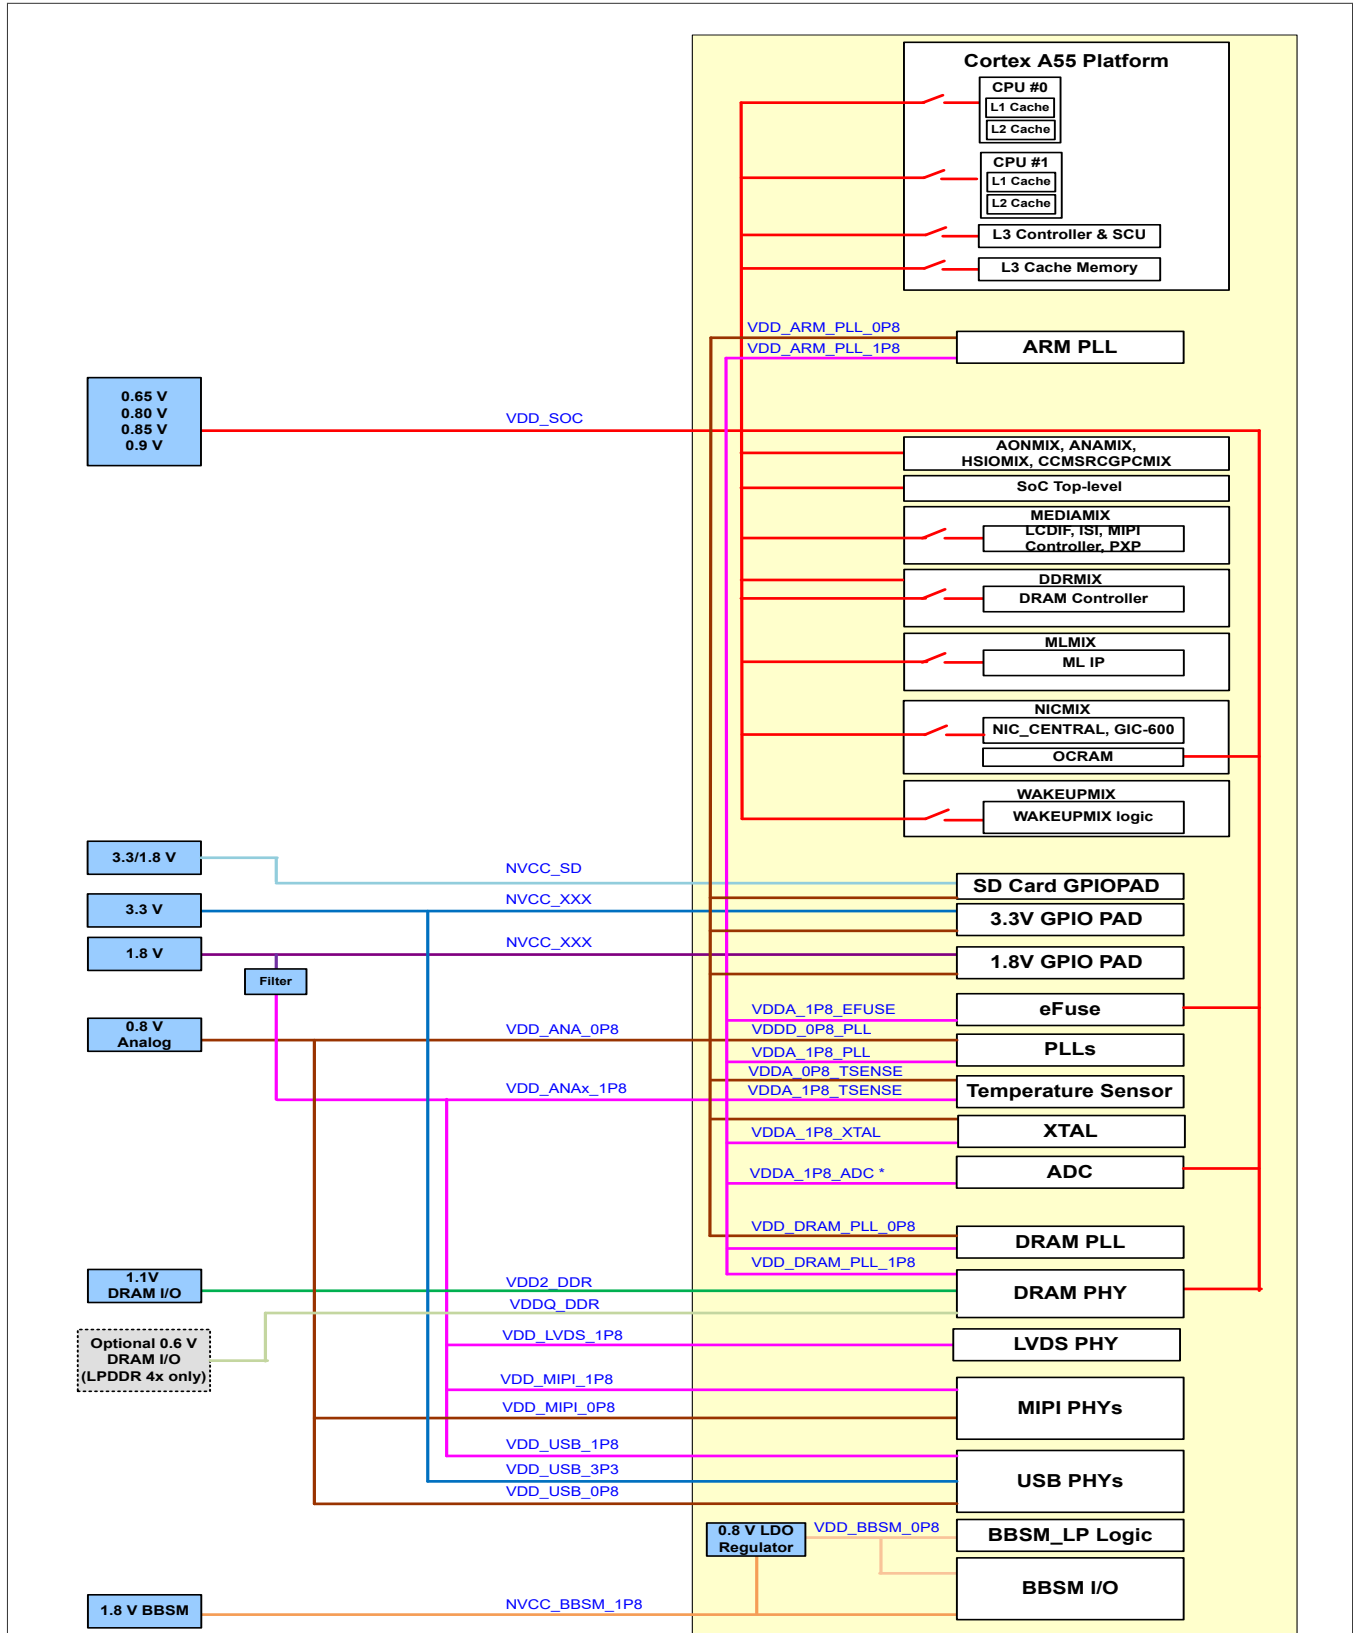 Cortex A55 Platform
CPU #0
L1 Cache
L2 Cache
CPU #1
L1 Cache
L2 Cache
L3 Controller & SCU
L3 Cache Memory
VDD_ARM_PLL_0P8
VDD_ARM_PLL_1P8
ARM PLL
0.65 V
0.80 V
0.85 V
0.9 V
VDD_SOC
AONMIX, ANAMIX,
HSIOMIX, CCMSRCGPCMIX
SoC Top-level
MEDIAMIX
LCDIF, ISI, MIPI
Controller, PXP
DDRMIX
DRAM Controller
MLMIX
ML IP
NICMIX
NIC_CENTRAL, GIC-600
OCRAM
WAKEUPMIX
WAKEUPMIX logic
3.3/1.8 V
NVCC_SD
SD Card GPIOPAD
3.3 V
NVCC_XXX
3.3V GPIO PAD
1.8 V
NVCC_XXX
1.8V GPIO PAD
Filter
VDDA_1P8_EFUSE
eFuse
0.8 V
Analog
VDD_ANA_0P8
VDDD_0P8_PLL
VDDA_1P8_PLL
PLLs
VDDA_0P8_TSENSE
VDD_ANAx_1P8
VDDA_1P8_TSENSE
Temperature Sensor
VDDA_1P8_XTAL
XTAL
VDDA_1P8_ADC *
ADC
VDD_DRAM_PLL_0P8
DRAM PLL
VDD_DRAM_PLL_1P8
1.1V
DRAM I/O
VDD2_DDR
DRAM PHY
VDDQ_DDR
Optional 0.6 V
DRAM I/O
(LPDDR 4x only)
VDD_LVDS_1P8
LVDS PHY
VDD_MIPI_1P8
VDD_MIPI_0P8
MIPI PHYs
VDD_USB_1P8
VDD_USB_3P3
VDD_USB_0P8
USB PHYs
0.8 V LDO
Regulator
VDD_BBSM_0P8
BBSM_LP Logic
BBSM I/O
1.8 V BBSM
NVCC_BBSM_1P8